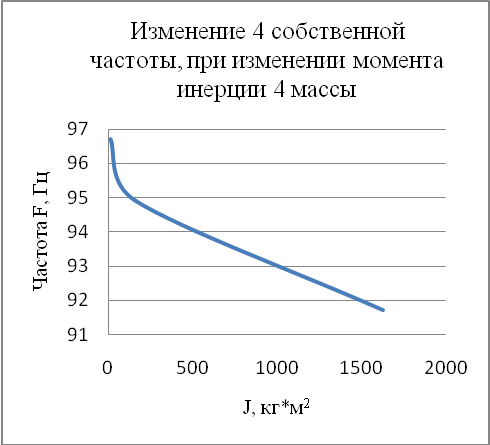 Изменение 4 собственной
частоты, при изменении момента
инерции 4 массы
Частота F, Гц
97
96
95
94
93
92
91
0 500 1000 1500 2000
J, кг*м²